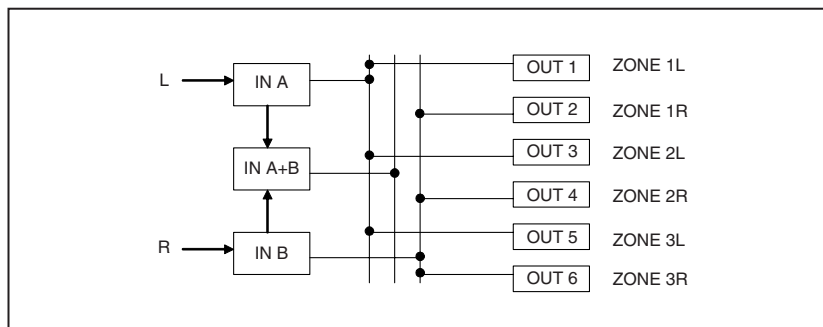 L
IN A
IN A+B
R
IN B
OUT 1 ZONE 1L
OUT 2 ZONE 1R
OUT 3 ZONE 2L
OUT 4 ZONE 2R
OUT 5 ZONE 3L
OUT 6 ZONE 3R